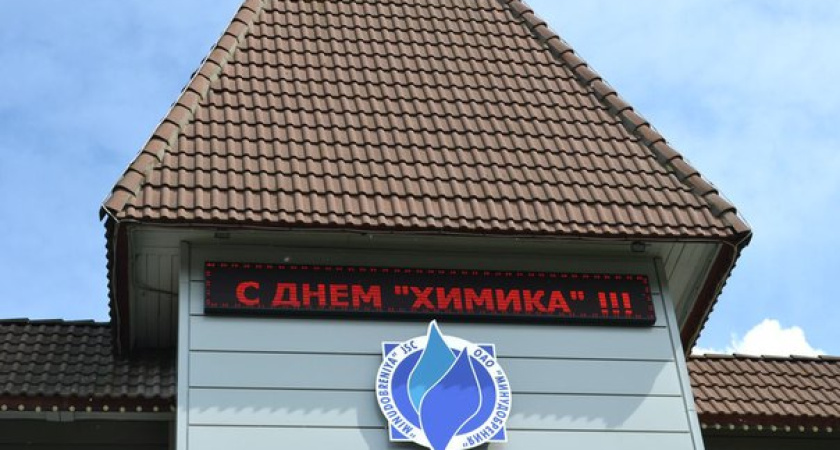 С ДНЕМ "ХИМИКА" !!!
"MINUDOBRENIYA" JSC
ОАО "МИНУДОБРЕНИЯ"